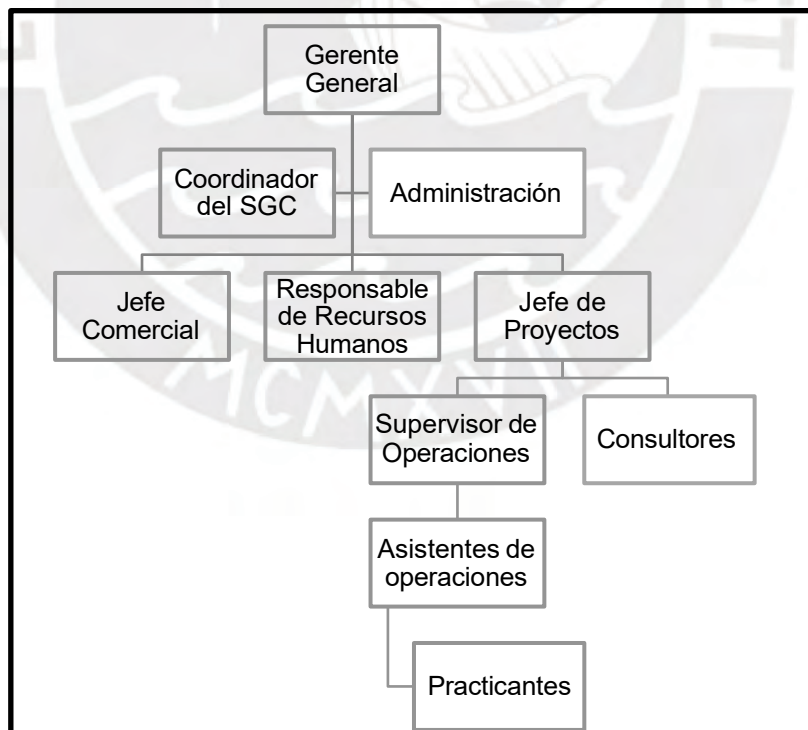 Gerente
General
Coordinador
del SGC
Administración
Jefe
Comercial
Responsable
de Recursos
Humanos
Jefe de
Proyectos
Supervisor de
Operaciones
Consultores
Asistentes de
operaciones
Practicantes
MCMXVII